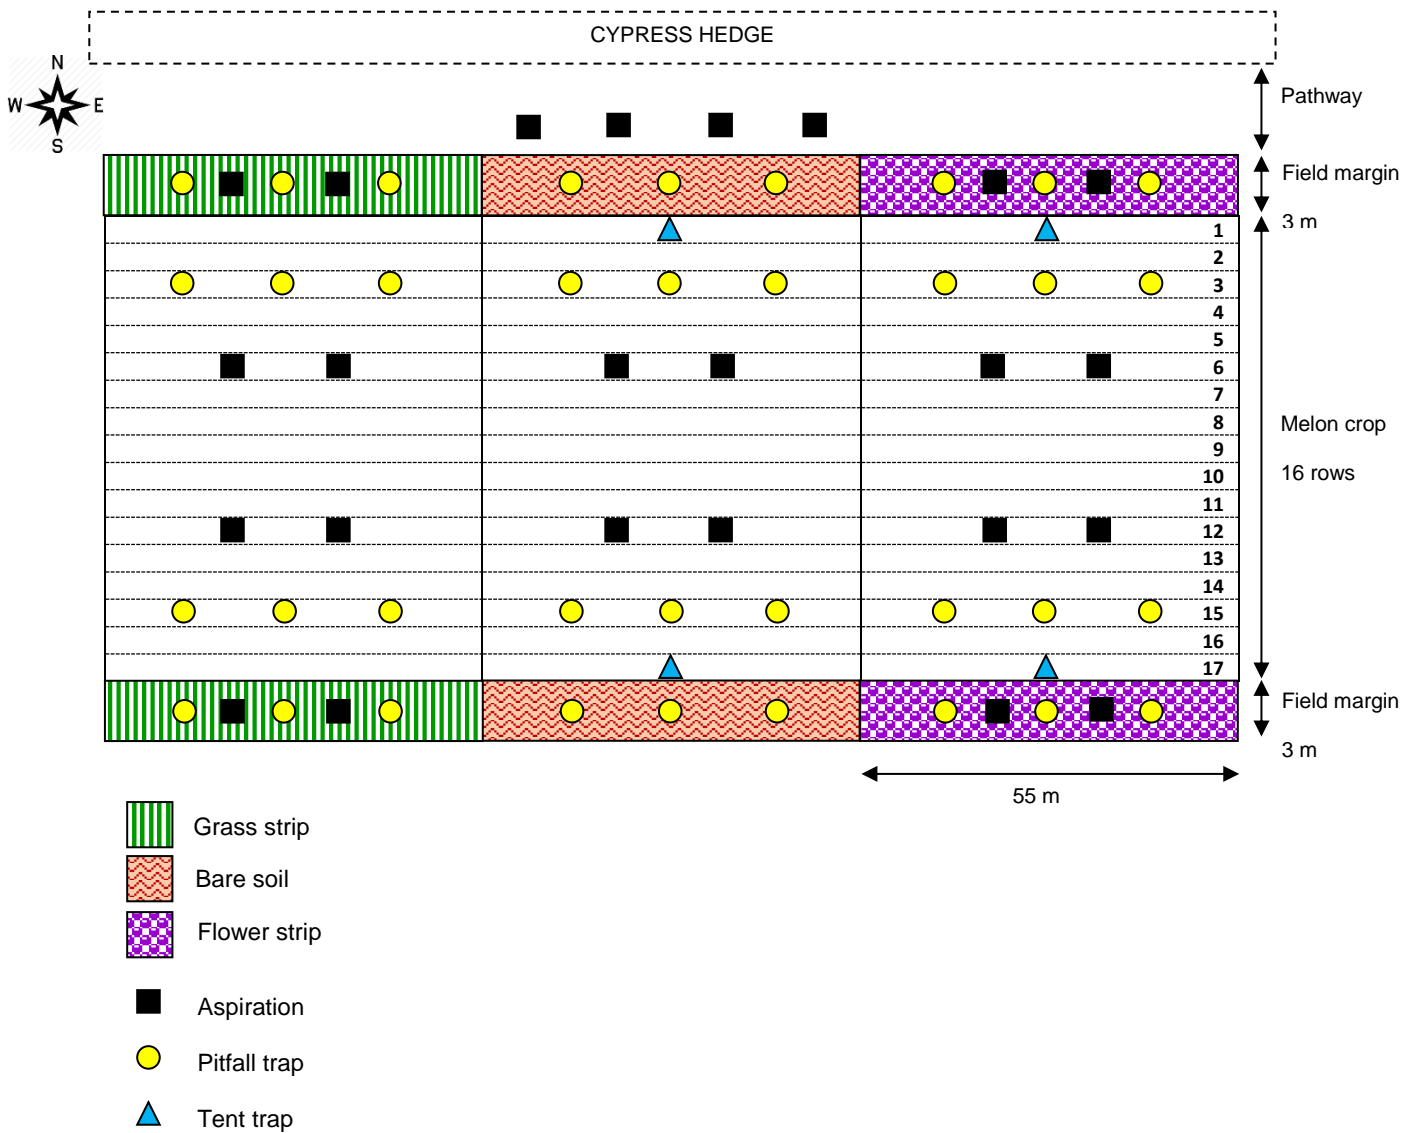 CYPRESS HEDGE
N
W E
S
Pathway
Field margin
3 m
1
2
3
4
5
6
7
8
9
10
11
12
13
14
15
16
17
Melon crop
16 rows
Field margin
3 m
55 m
Grass strip
Bare soil
Flower strip
Aspiration
Pitfall trap
Tent trap